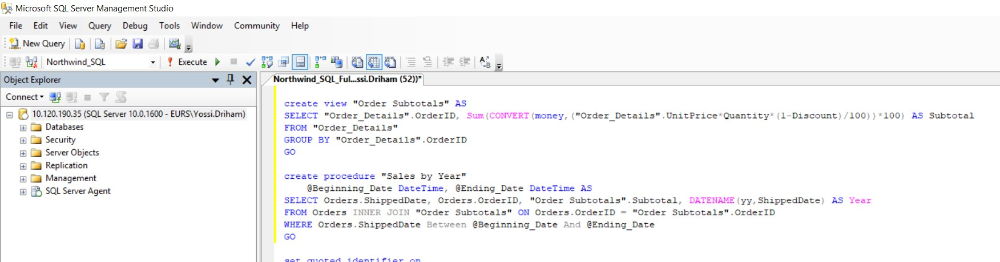 Microsoft SQL Server Management Studio
File Edit View Query Debug Tools Window Community Help
New Query
Northwind_SQL Execute
Object Explorer
Connect
10.120.190.35 (SQL Server 10.0.1600 - EURS\Yossi.Driham)
Databases
Security
Server Objects
Replication
Management
SQL Server Agent
Northwind_SQL_Ful...ssi.Driham (52))*
create view "Order Subtotals" AS
SELECT "Order_Details".OrderID, Sum(CONVERT(money,("Order_Details".UnitPrice*Quantity*(1-Discount)/100))*100) AS Subtotal
FROM "Order_Details"
GROUP BY "Order_Details".OrderID
GO
create procedure "Sales by Year"
@Beginning_Date DateTime, @Ending_Date DateTime AS
SELECT Orders.ShippedDate, Orders.OrderID, "Order Subtotals".Subtotal, DATENAME(yy,ShippedDate) AS Year
FROM Orders INNER JOIN "Order Subtotals" ON Orders.OrderID = "Order Subtotals".OrderID
WHERE Orders.ShippedDate Between @Beginning_Date And @Ending_Date
GO
set quoted_identifier on